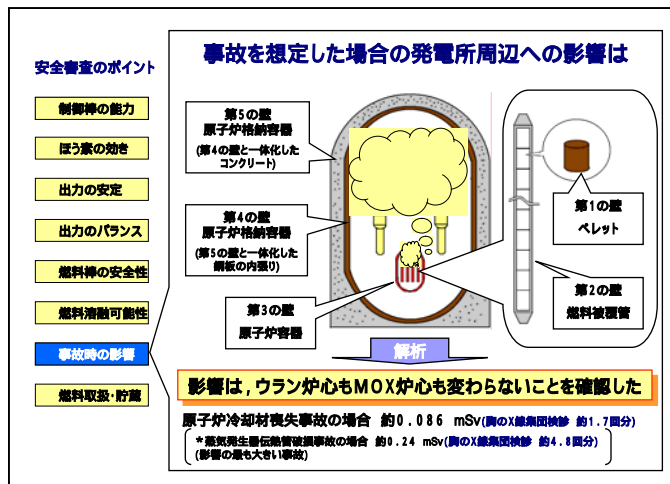 事故を想定した場合の発電所周辺への影響は
安全審査のポイント
制御棒の能力
ほう素の効き
出力の安定
出力のバランス
燃料棒の安全性
燃料溶融可能性
事故時の影響
燃料取扱・貯蔵
第5の壁
原子炉格納容器
(第4の壁と一体化した
コンクリート)
第4の壁
原子炉格納容器
(第5の壁と一体化した
鋼板の内張り)
第3の壁
原子炉容器
第1の壁
ペレット
第2の壁
燃料被覆管
解析
影響は,ウラン炉心もMOX炉心も変わらないことを確認した
原子炉冷却材喪失事故の場合 約0.086 mSv(胸のX線集団検診 約1.7回分)
*蒸気発生器伝熱管破損事故の場合 約0.24 mSv(胸のX線集団検診 約4.8回分)
(影響の最も大きい事故)